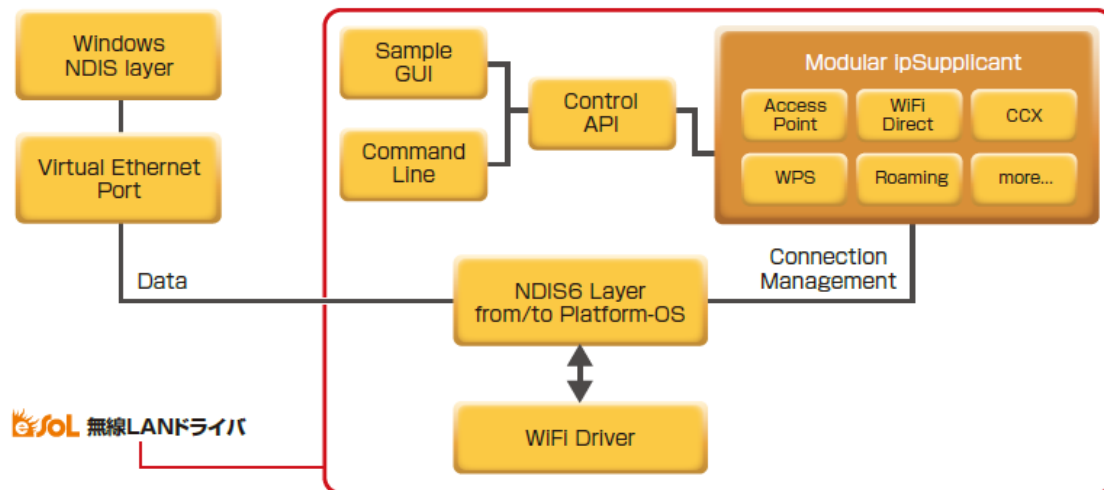 Windows
NDIS layer
Virtual Ethernet
Port
Data
Sample
GUI
Command
Line
Control
API
Modular ipSupplicant
Access
Point
WiFi
Direct
CCX
WPS
Roaming
more...
Connection
Management
NDIS6 Layer
from/to Platform-OS
WiFi Driver
eSOL 無線LANドライバ